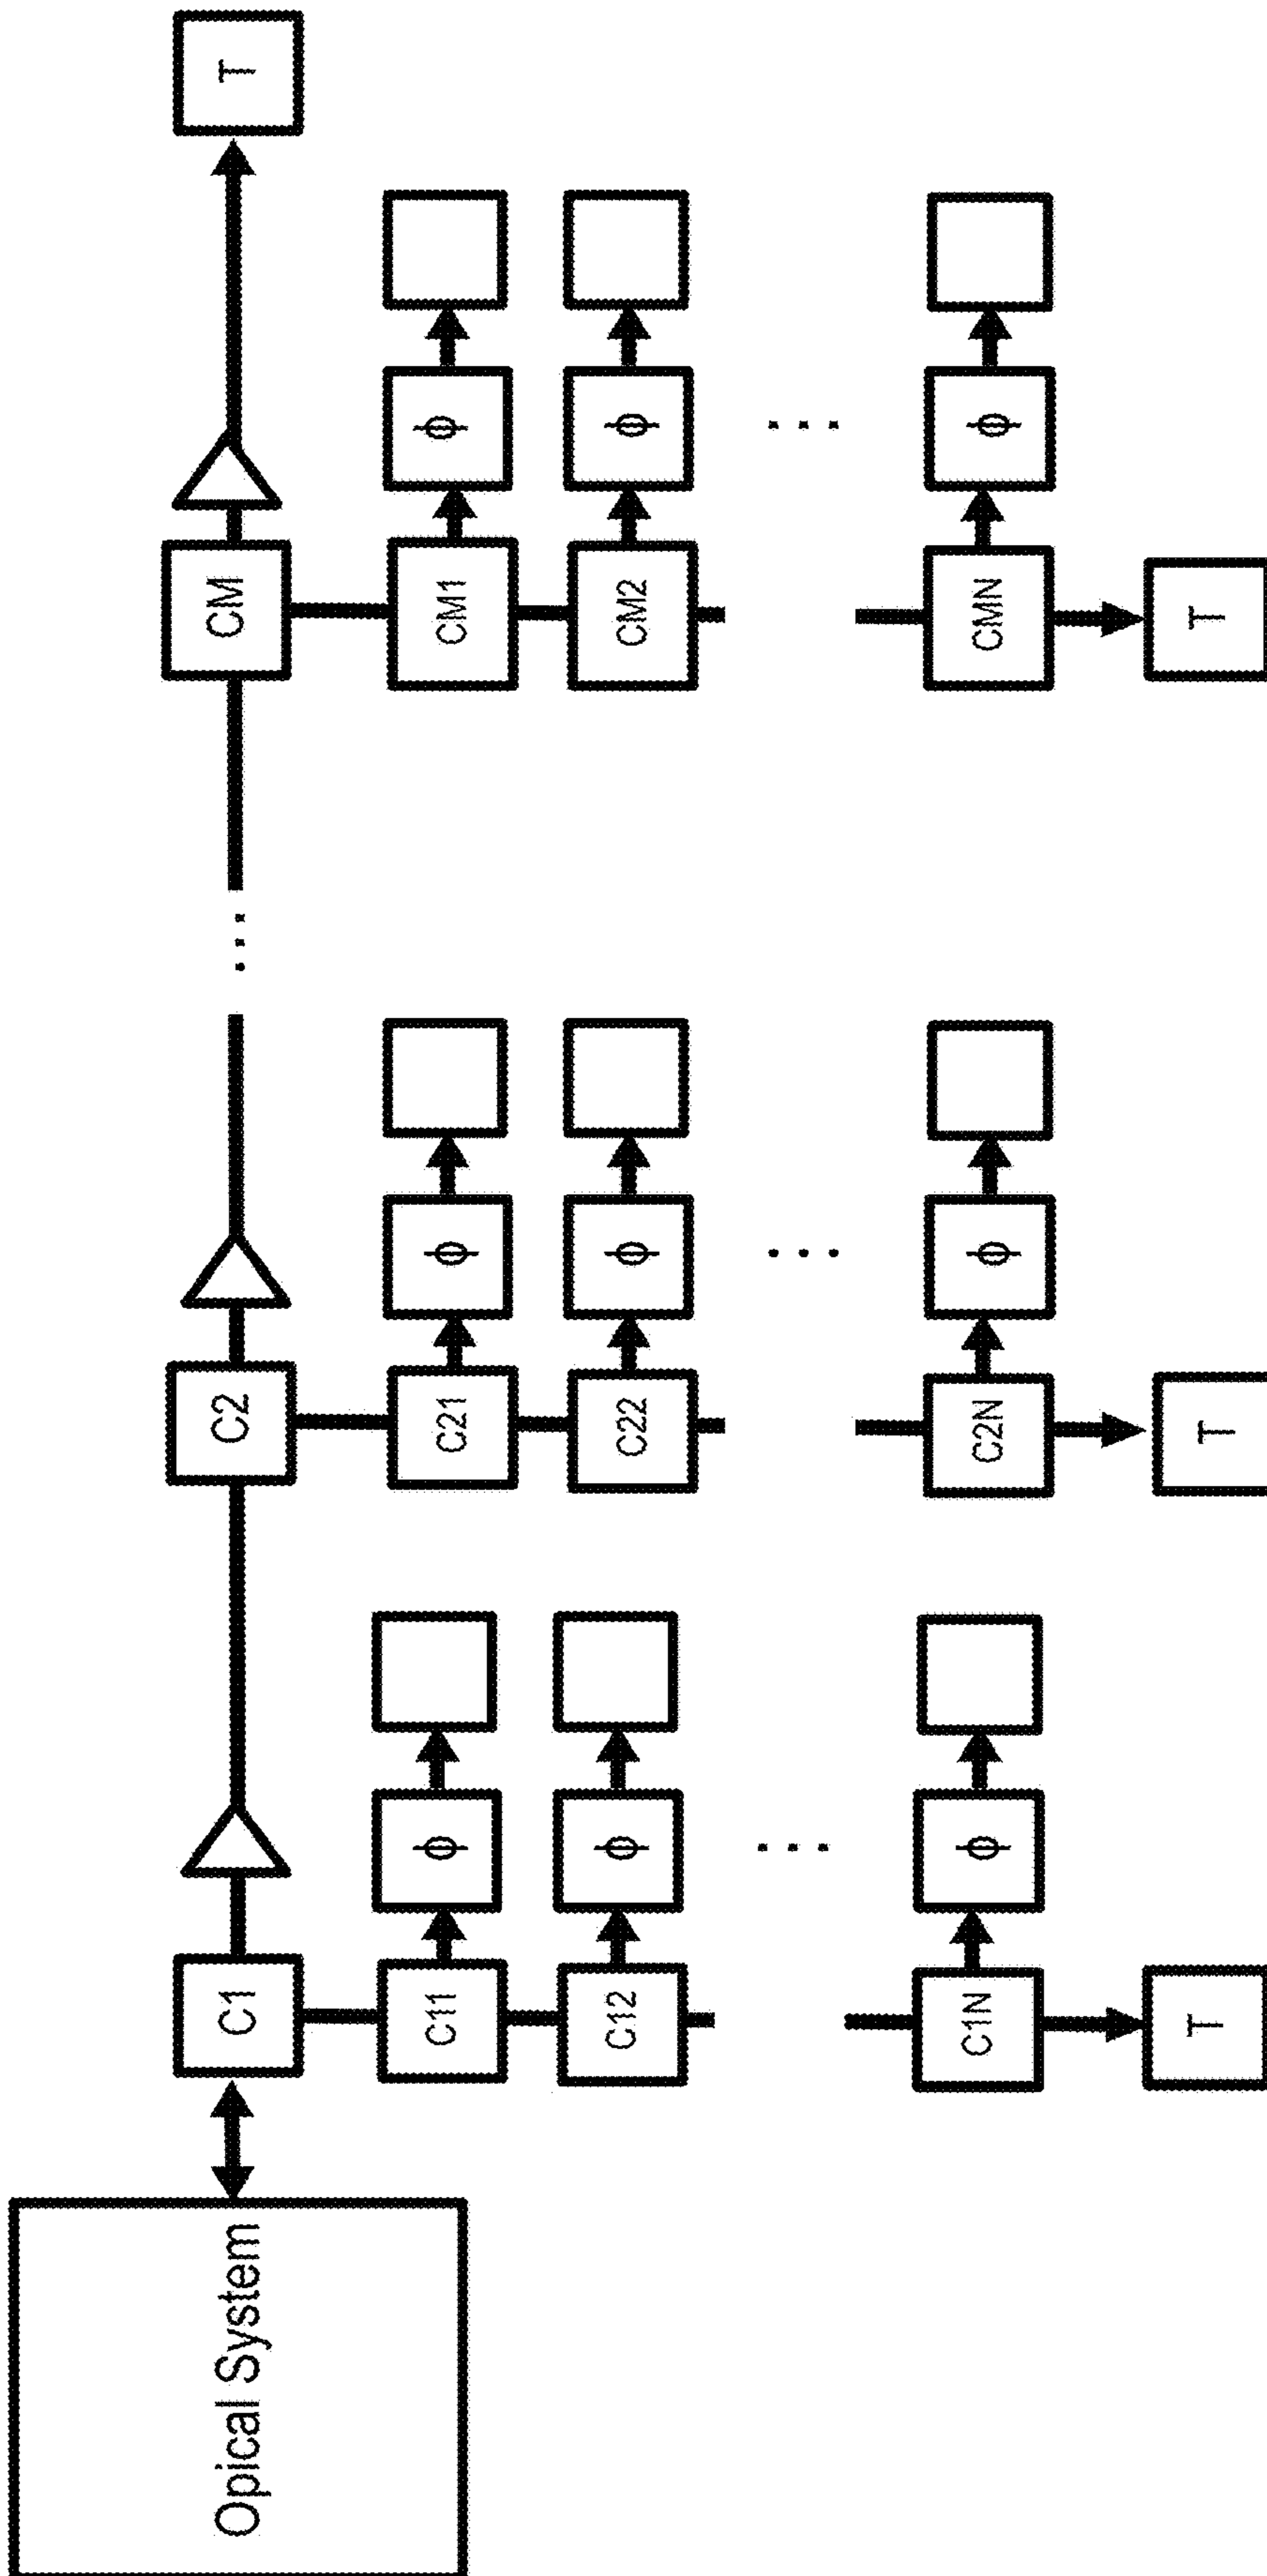 Opical System C1 C2 ... CM T
C11 ϕ C21 ϕ CM1 ϕ
C12 ϕ C22 ϕ CM2 ϕ
... ... ...
C1N ϕ C2N ϕ CMN ϕ
T T T